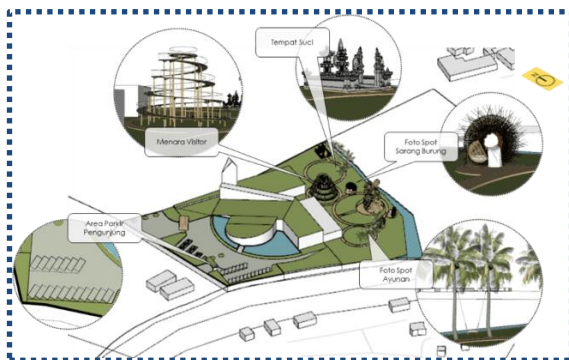 Tempat Suci
Menara Visitor
Foto Spot
Sarang Burung
Area Parkir
Pengunjung
Foto Spot
Ayunan